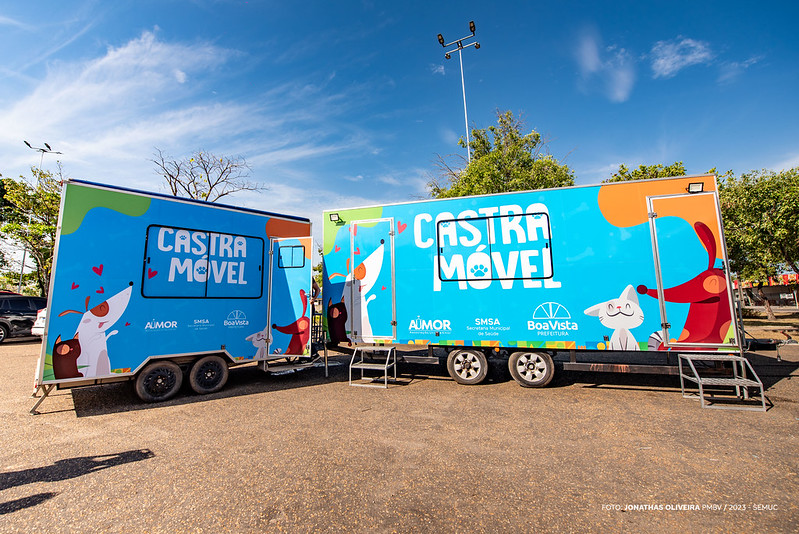 CASTRA
MÓVEL
AUMOR
SMSA
BoaVista
CASTRA
MÓVEL
AUMOR
SMSA
Secretaria Municipal
de Saúde
BoaVista
PREFEITURA
FOTO: JONATHAS OLIVEIRA PMBV / 2023 - SEMUC